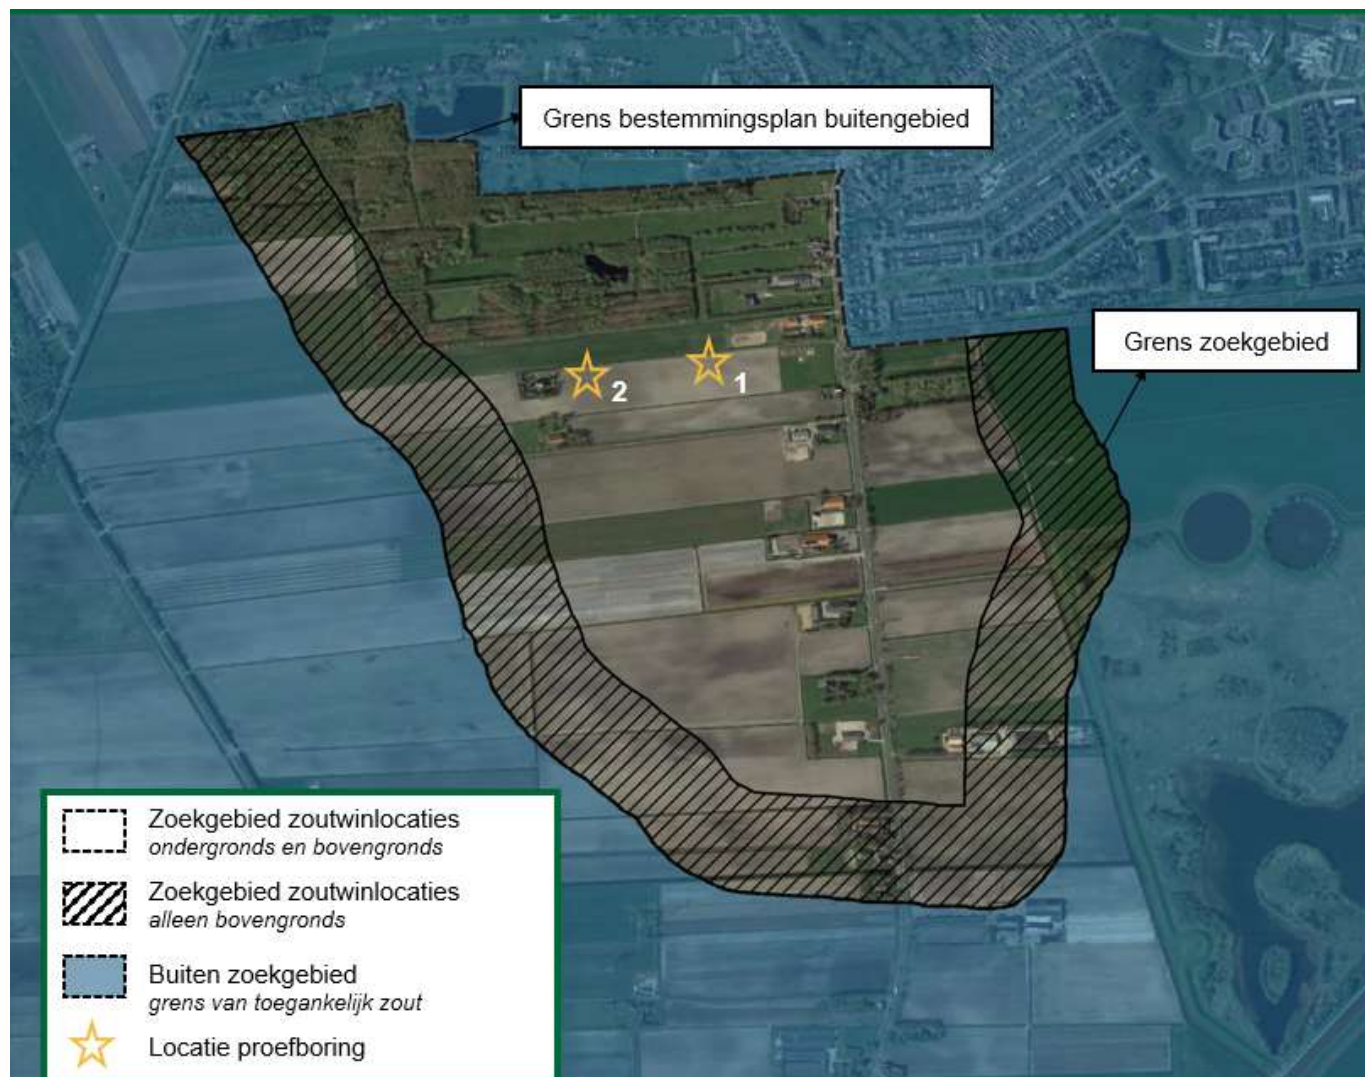 Grens bestemmingsplan buitengebied
Grens zoekgebied
1
2
Zoekgebied zoutwinlocaties
ondergronds en bovengronds
Zoekgebied zoutwinlocaties
alleen bovengronds
Buiten zoekgebied
grens van toegankelijk zout
Locatie proefboring